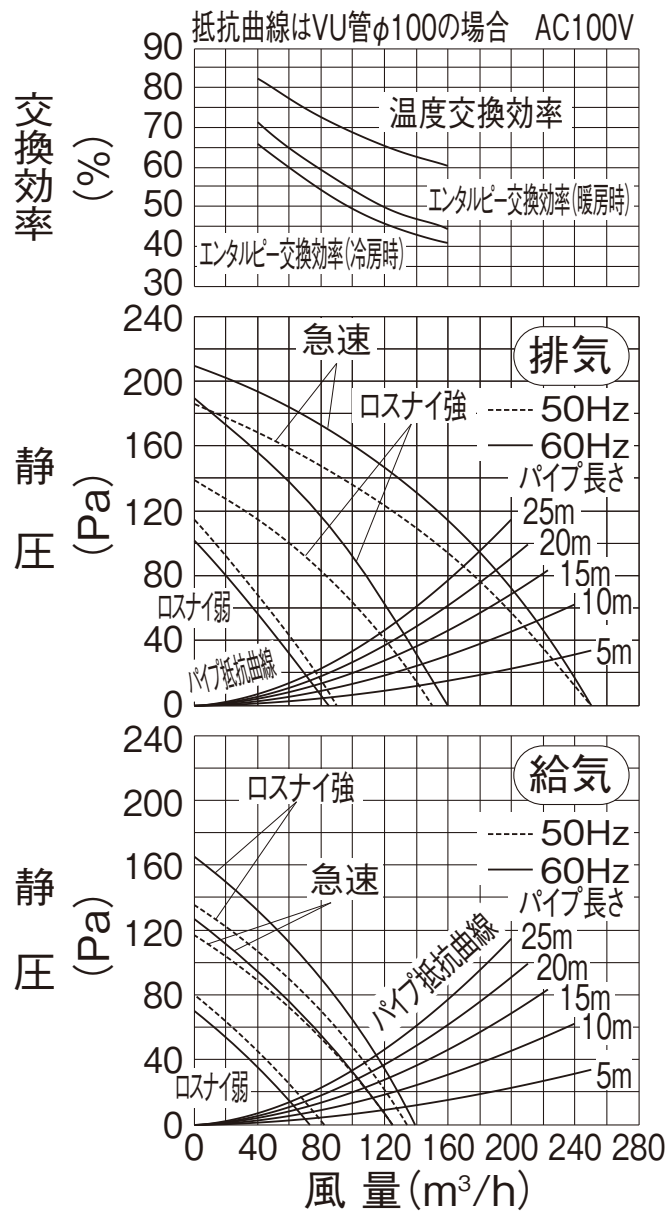 抵抗曲線はVU管φ100の場合 AC100V
交換効率
(%)
90
80
70
60
50
40
30
温度交換効率
エンタルピー交換効率(暖房時)
エンタルピー交換効率(冷房時)
静圧
(Pa)
240
200
160
120
80
40
0
急速
排気
ロスナイ強
50Hz
60Hz
パイプ長さ
25m
20m
15m
10m
5m
ロスナイ弱
パイプ抵抗曲線
静圧
(Pa)
240
200
160
120
80
40
0
ロスナイ強
給気
急速
50Hz
60Hz
パイプ長さ
25m
20m
15m
10m
5m
パイプ抵抗曲線
ロスナイ弱
0 40 80 120 160 200 240 280
風量(m³/h)